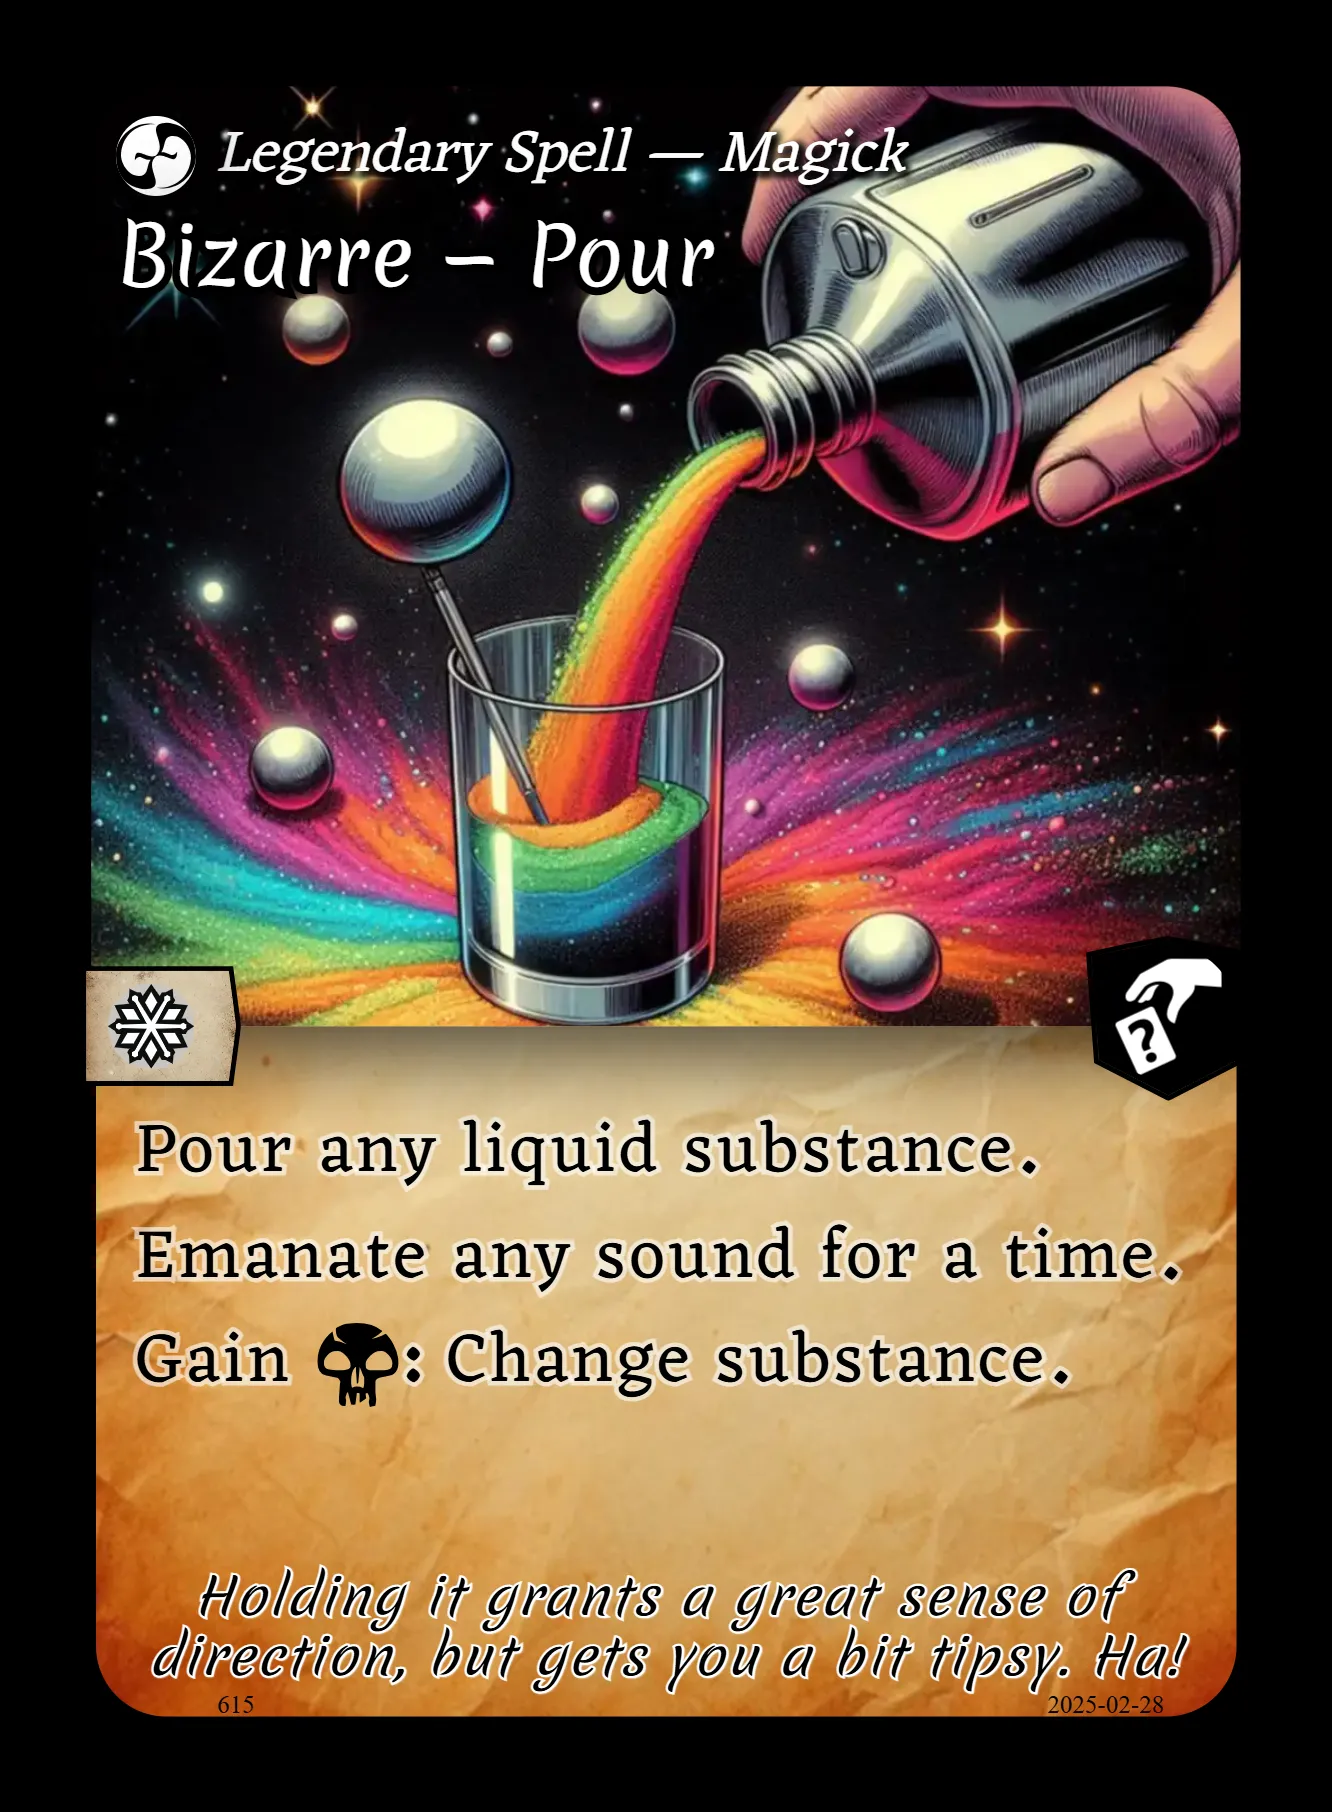 Legendary Spell — Magick
Bizarre – Pour
?
Pour any liquid substance.
Emanate any sound for a time.
Gain : Change substance.
Holding it grants a great sense of
direction, but gets you a bit tipsy. Ha!
615
2025-02-28